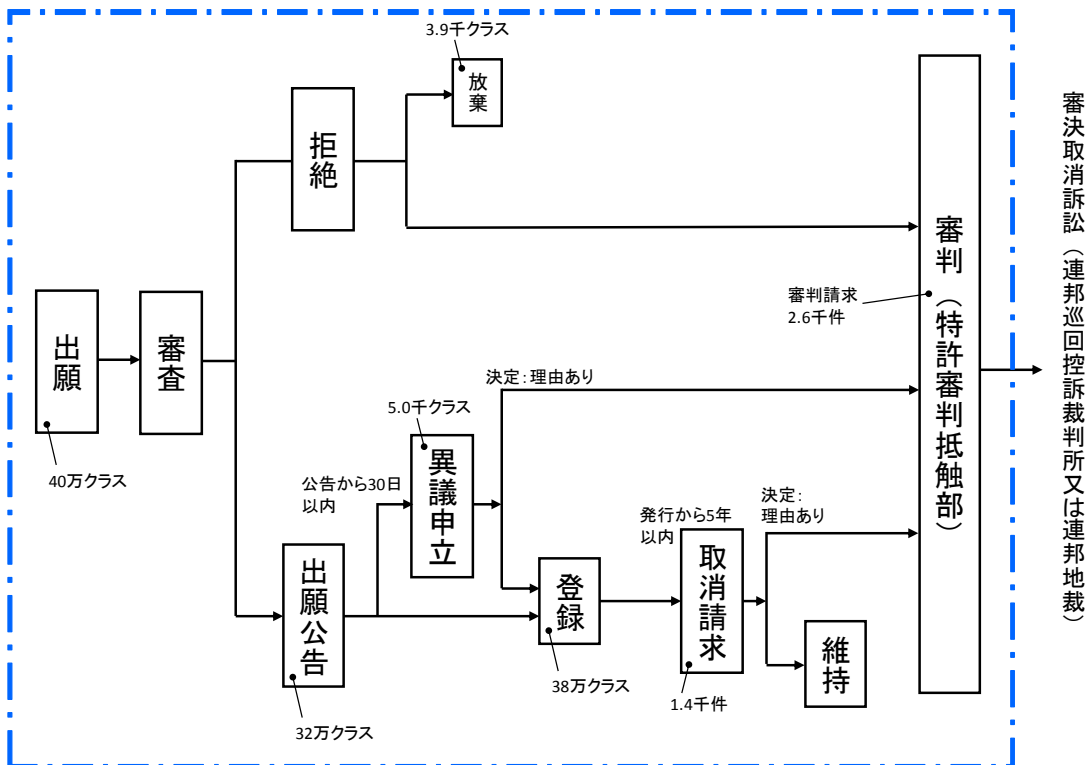 3.9千クラス
放棄
拒絶
出願
審査
40万クラス
5.0千クラス
異議申立
公告から30日
以内
出願公告
32万クラス
決定：理由あり
登録
38万クラス
発行から5年
以内
取消請求
1.4千件
決定：
理由あり
維持
審判請求
2.6千件
審判（特許審判抵触部）
審決取消訴訟（連邦巡回控訴裁判所又は連邦地裁）